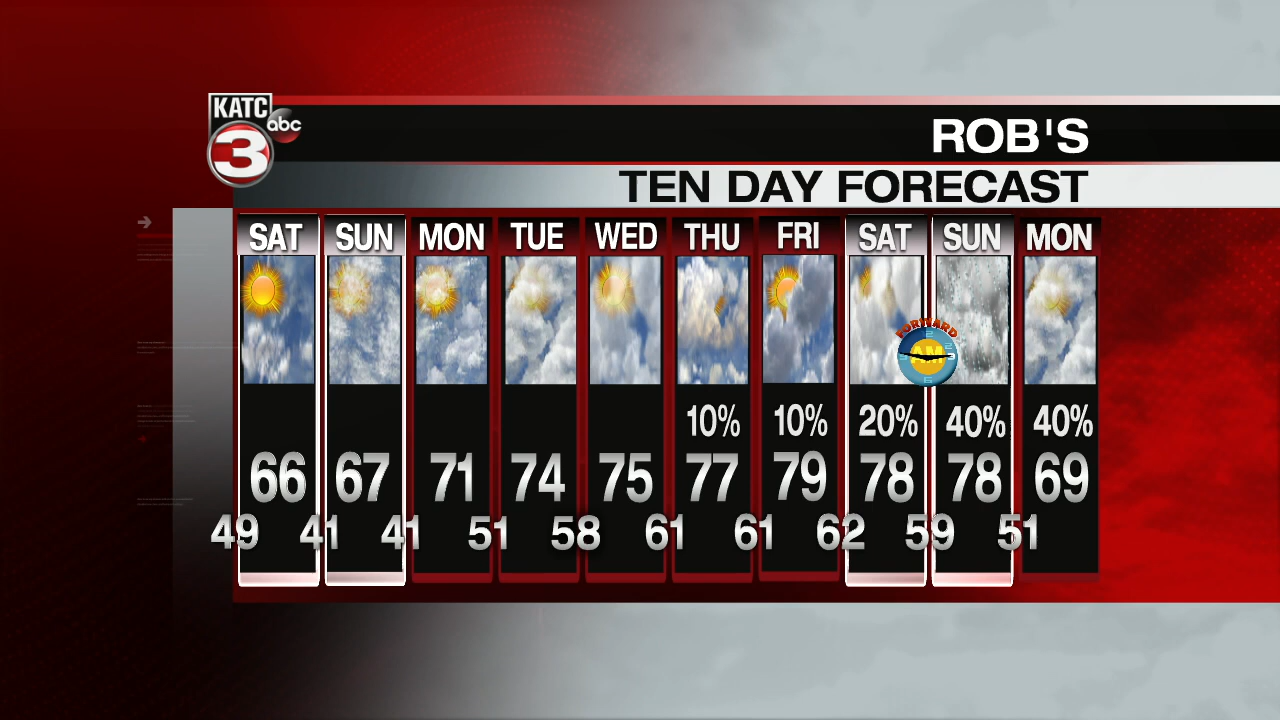 KATC
abc
3
ROB'S
TEN DAY FORECAST
SAT SUN MON TUE WED THU FRI SAT SUN MON
FORWARD
AM
10% 10% 20% 40% 40%
66 67 71 74 75 77 79 78 78 69
49 41 41 51 58 61 61 62 59 51